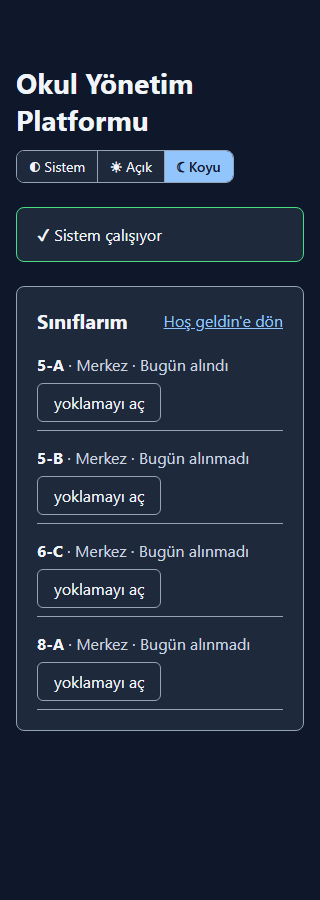 Okul Yönetim
Platformu
◐ Sistem ☀ Açık ☾ Koyu
✓ Sistem çalışıyor
Sınıflarım Hoş geldin'e dön
5-A · Merkez · Bugün alındı
yoklamayı aç
5-B · Merkez · Bugün alınmadı
yoklamayı aç
6-C · Merkez · Bugün alınmadı
yoklamayı aç
8-A · Merkez · Bugün alınmadı
yoklamayı aç